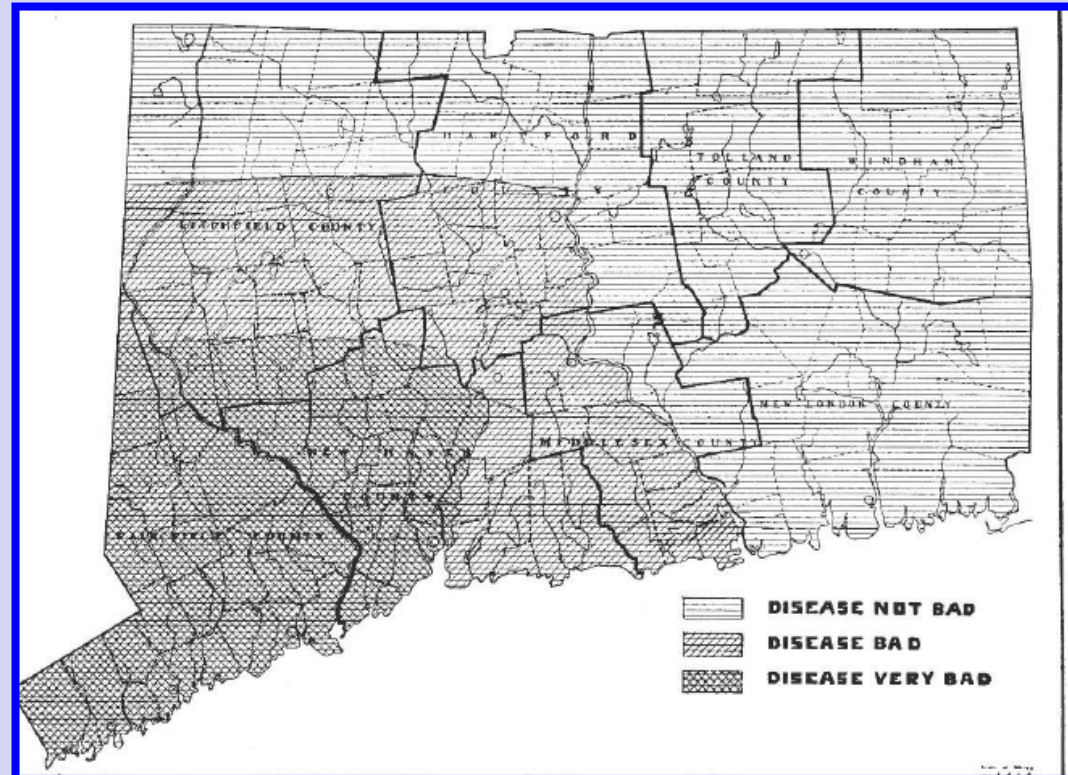 HARTFORD
COUNTY
TOLLAND
COUNTY
WINDHAM
COUNTY
LITCHFIELD COUNTY
NEW LONDON COUNTY
MIDDLESEX COUNTY
NEW HAVEN
COUNTY
FAIRFIELD COUNTY
DISEASE NOT BAD
DISEASE BAD
DISEASE VERY BAD